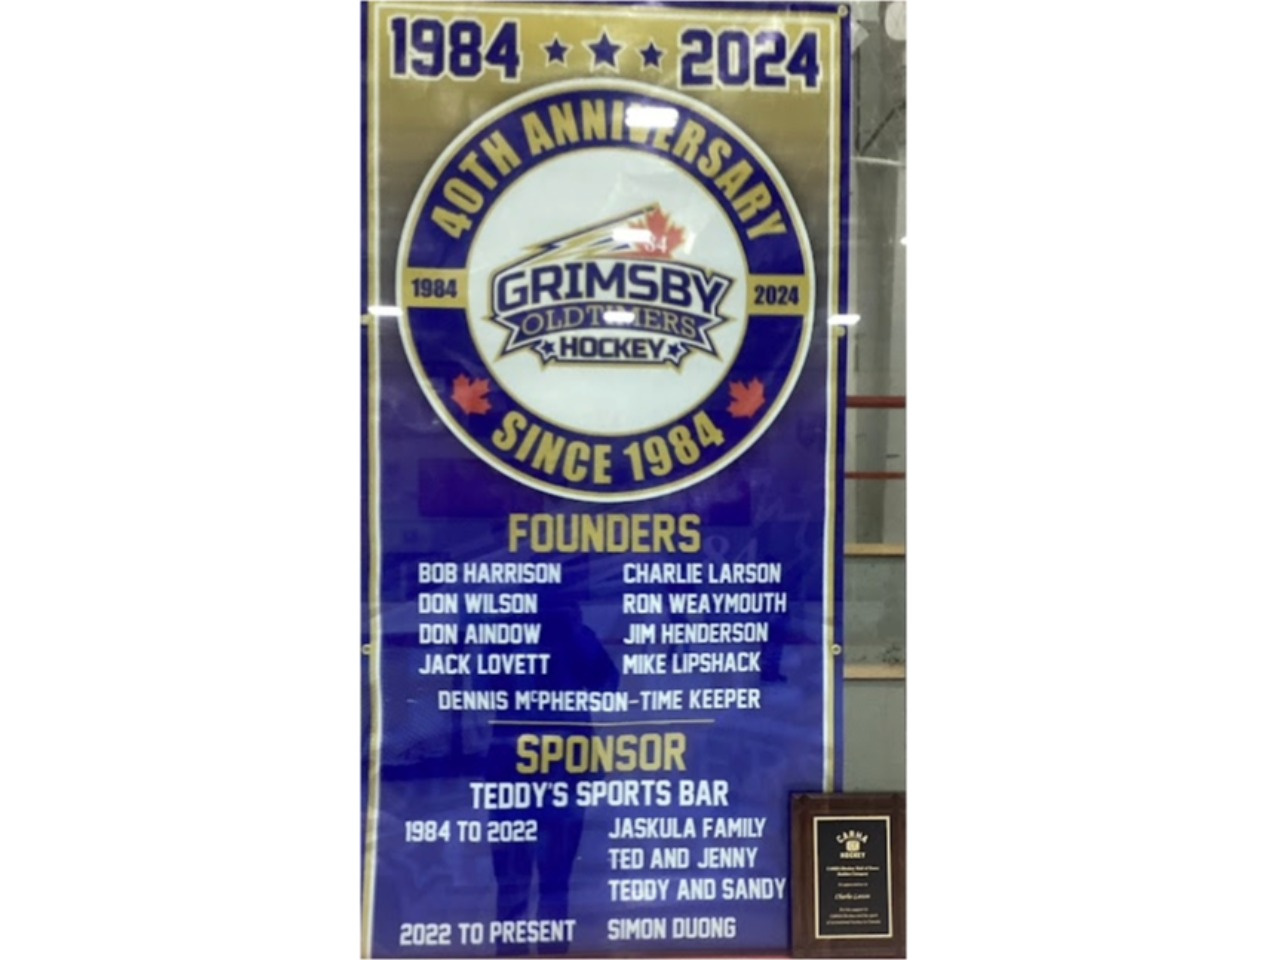 1984 2024
40TH ANNIVERSARY
84
1984
GRIMSBY
2024
OLDTIMERS
HOCKEY
SINCE 1984
FOUNDERS
BOB HARRISON CHARLIE LARSON
DON WILSON RON WEAYMOUTH
DON AINDOW JIM HENDERSON
JACK LOVETT MIKE LIPSHACK
DENNIS McPHERSON-TIME KEEPER
SPONSOR
TEDDY'S SPORTS BAR
1984 TO 2022 JASKULA FAMILY
TED AND JENNY
TEDDY AND SANDY
2022 TO PRESENT SIMON DUONG
CARHA
HOCKEY
Charlie Larson